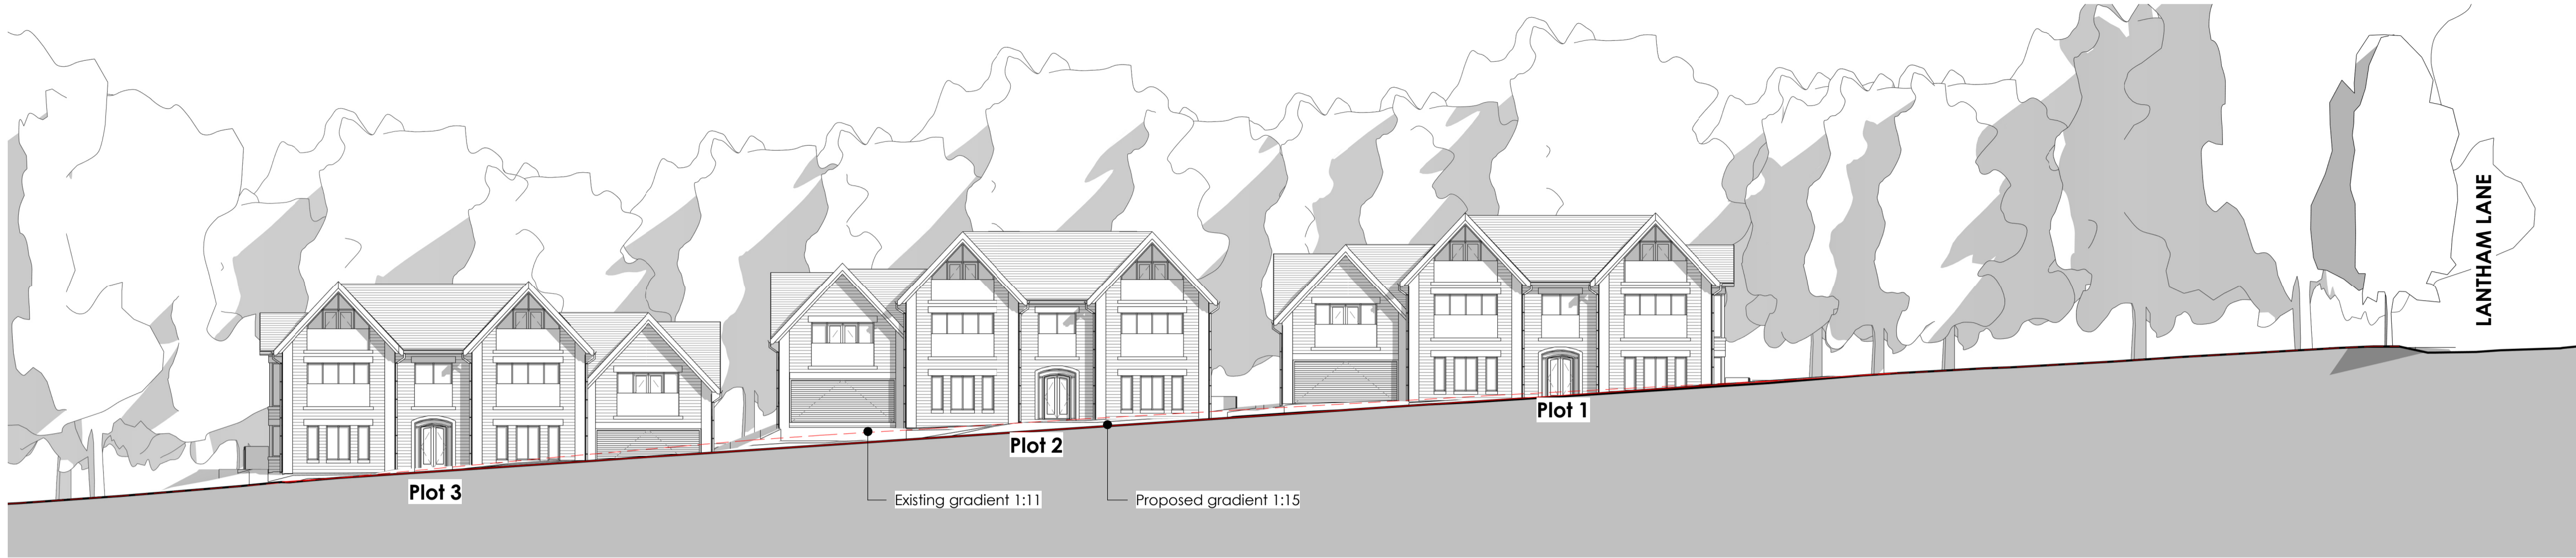 LANTHAM LANE
Plot 1
Plot 2
Plot 3
Existing gradient 1:11
Proposed gradient 1:15